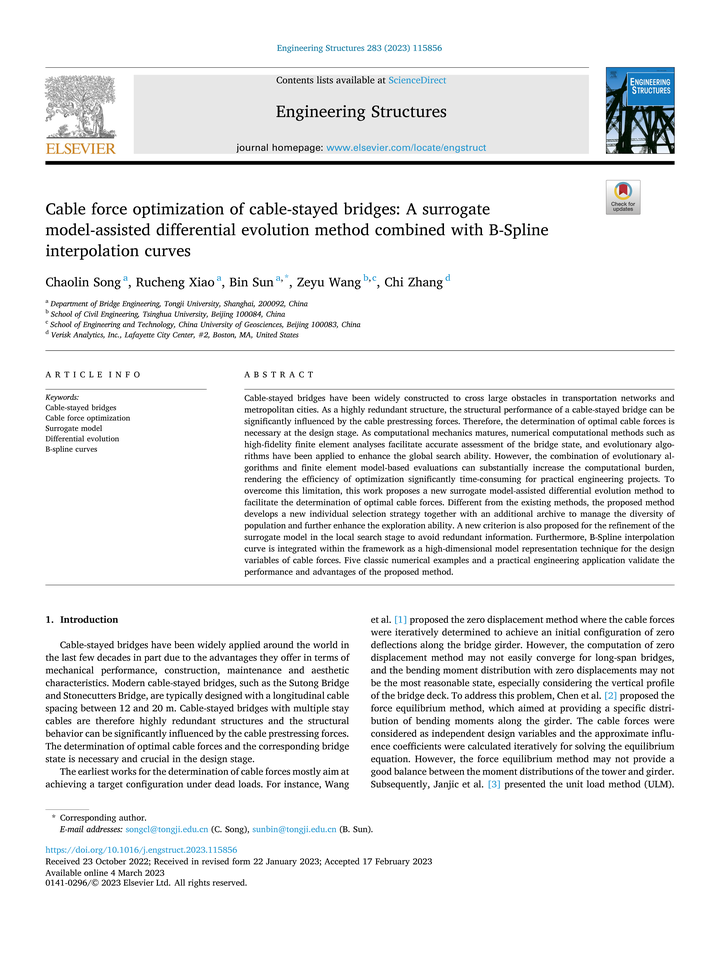 Engineering Structures 283 (2023) 115856
Contents lists available at ScienceDirect
Engineering Structures
journal homepage: www.elsevier.com/locate/engstruct
ELSEVIER
ENGINEERING
STRUCTURES
Check for
updates
Cable force optimization of cable-stayed bridges: A surrogate
model-assisted differential evolution method combined with B-Spline
interpolation curves
Chaolin Song a, Rucheng Xiao a, Bin Sun a,*, Zeyu Wang b,c, Chi Zhang d
a Department of Bridge Engineering, Tongji University, Shanghai, 200092, China
b School of Civil Engineering, Tsinghua University, Beijing 100084, China
c School of Engineering and Technology, China University of Geosciences, Beijing 100083, China
d Verisk Analytics, Inc., Lafayette City Center, #2, Boston, MA, United States
ARTICLE INFO
Keywords:
Cable-stayed bridges
Cable force optimization
Surrogate model
Differential evolution
B-spline curves
ABSTRACT
Cable-stayed bridges have been widely constructed to cross large obstacles in transportation networks and
metropolitan cities. As a highly redundant structure, the structural performance of a cable-stayed bridge can be
significantly influenced by the cable prestressing forces. Therefore, the determination of optimal cable forces is
necessary at the design stage. As computational mechanics matures, numerical computational methods such as
high-fidelity finite element analyses facilitate accurate assessment of the bridge state, and evolutionary algo-
rithms have been applied to enhance the global search ability. However, the combination of evolutionary al-
gorithms and finite element model-based evaluations can substantially increase the computational burden,
rendering the efficiency of optimization significantly time-consuming for practical engineering projects. To
overcome this limitation, this work proposes a new surrogate model-assisted differential evolution method to
facilitate the determination of optimal cable forces. Different from the existing methods, the proposed method
develops a new individual selection strategy together with an additional archive to manage the diversity of
population and further enhance the exploration ability. A new criterion is also proposed for the refinement of the
surrogate model in the local search stage to avoid redundant information. Furthermore, B-Spline interpolation
curve is integrated within the framework as a high-dimensional model representation technique for the design
variables of cable forces. Five classic numerical examples and a practical engineering application validate the
performance and advantages of the proposed method.
1. Introduction
Cable-stayed bridges have been widely applied around the world in
the last few decades in part due to the advantages they offer in terms of
mechanical performance, construction, maintenance and aesthetic
characteristics. Modern cable-stayed bridges, such as the Sutong Bridge
and Stonecutters Bridge, are typically designed with a longitudinal cable
spacing between 12 and 20 m. Cable-stayed bridges with multiple stay
cables are therefore highly redundant structures and the structural
behavior can be significantly influenced by the cable prestressing forces.
The determination of optimal cable forces and the corresponding bridge
state is necessary and crucial in the design stage.
The earliest works for the determination of cable forces mostly aim at
achieving a target configuration under dead loads. For instance, Wang
et al. [1] proposed the zero displacement method where the cable forces
were iteratively determined to achieve an initial configuration of zero
deflections along the bridge girder. However, the computation of zero
displacement method may not easily converge for long-span bridges,
and the bending moment distribution with zero displacements may not
be the most reasonable state, especially considering the vertical profile
of the bridge deck. To address this problem, Chen et al. [2] proposed the
force equilibrium method, which aimed at providing a specific distri-
bution of bending moments along the girder. The cable forces were
considered as independent design variables and the approximate influ-
ence coefficients were calculated iteratively for solving the equilibrium
equation. However, the force equilibrium method may not provide a
good balance between the moment distributions of the tower and girder.
Subsequently, Janjic et al. [3] presented the unit load method (ULM).
* Corresponding author.
E-mail addresses: songcl@tongji.edu.cn (C. Song), sunbin@tongji.edu.cn (B. Sun).
https://doi.org/10.1016/j.engstruct.2023.115856
Received 23 October 2022; Received in revised form 22 January 2023; Accepted 17 February 2023
Available online 4 March 2023
0141-0296/© 2023 Elsevier Ltd. All rights reserved.